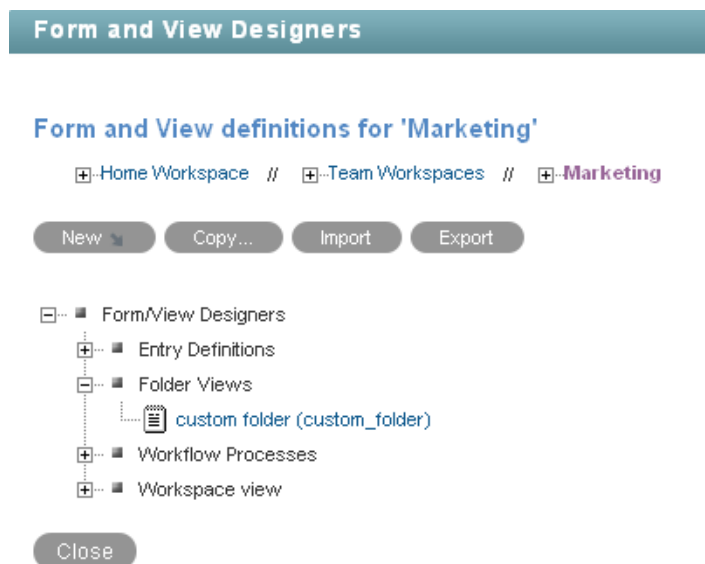 Form and View Designers
Form and View definitions for 'Marketing'
Home Workspace // Team Workspaces // Marketing
New Copy... Import Export
Form/View Designers
Entry Definitions
Folder Views
custom folder (custom_folder)
Workflow Processes
Workspace view
Close